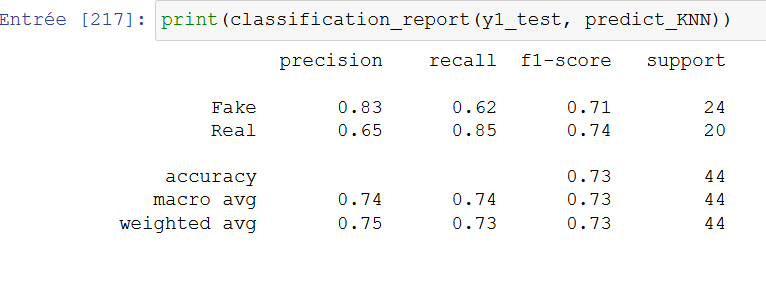 Entrée [217]: print(classification_report(y1_test, predict_KNN))
precision recall f1-score support
Fake 0.83 0.62 0.71 24
Real 0.65 0.85 0.74 20
accuracy 0.73 44
macro avg 0.74 0.74 0.73 44
weighted avg 0.75 0.73 0.73 44